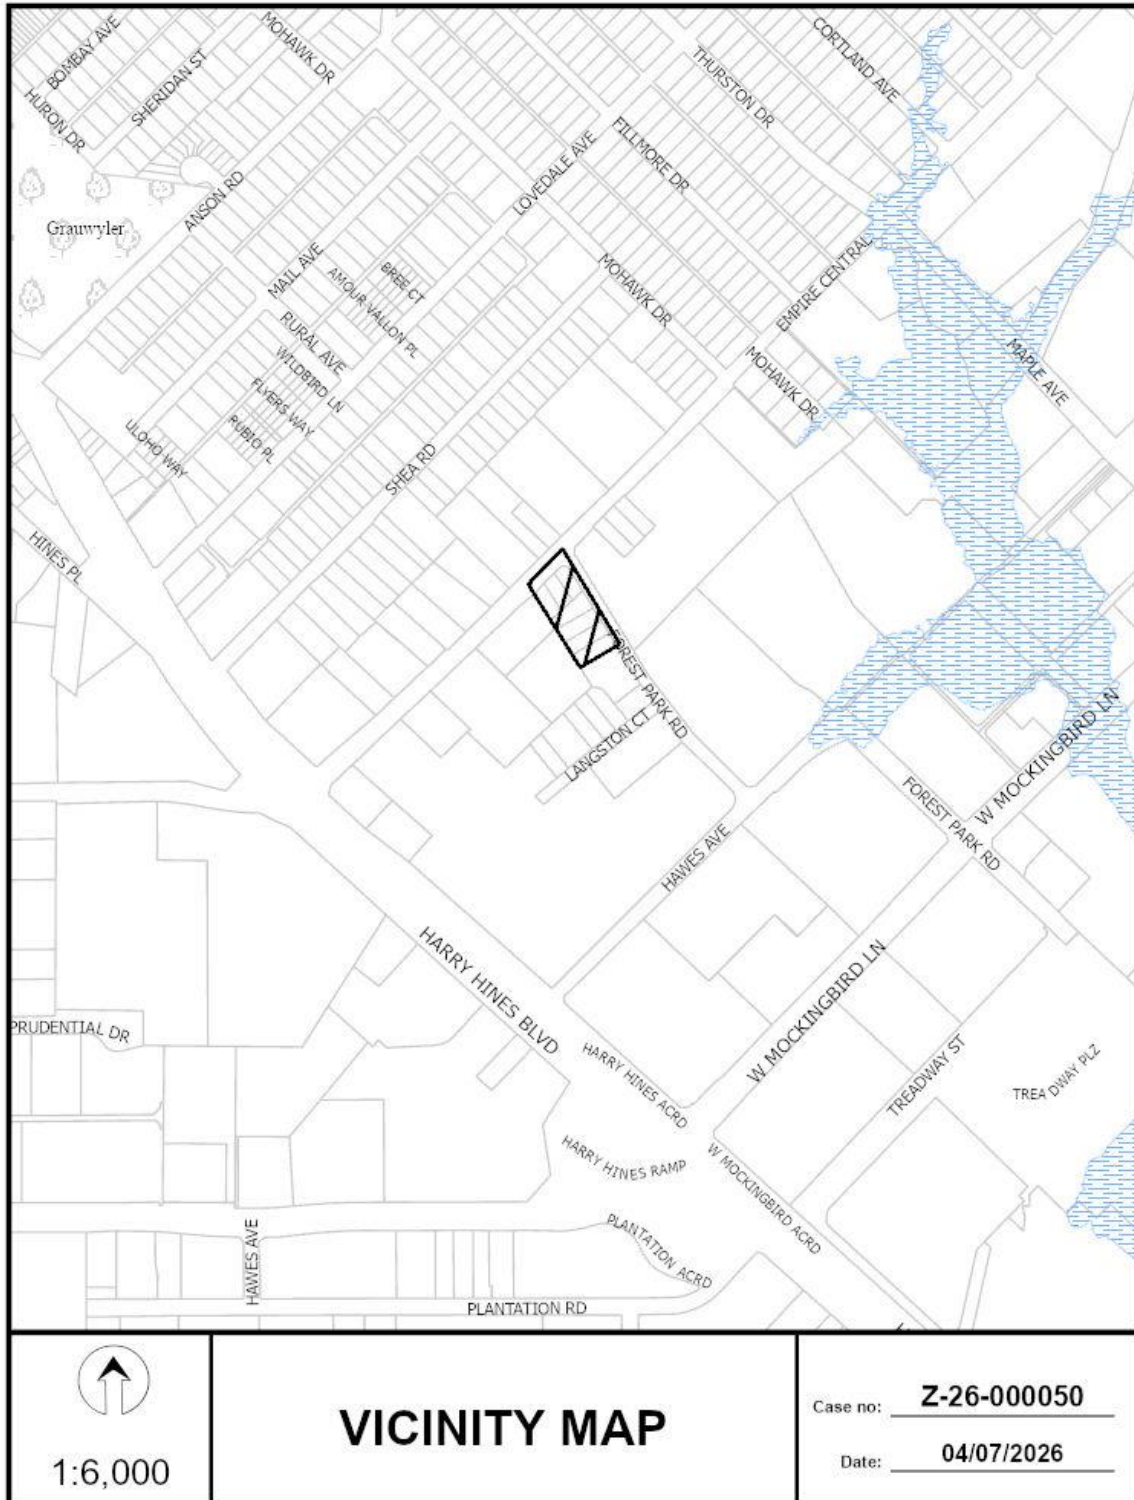 BOMBAY AVE
SHERIDAN ST
MOHAWK DR
HURON DR
THURSTON DR
CORTLAND AVE
FILLMORE DR
LOVEDALE AVE
ANSON RD
Grauwyler
MAIL AVE
BREE CT
AMOUR VALLON PL
MOHAWK DR
EMPIRE CENTRAL
RURAL AVE
WILDBIRD LN
FLYERS WAY
RUBIO PL
MOHAWK DR
MAPLE AVE
ULOHO WAY
SHEA RD
HINES PL
FOREST PARK RD
LANGSTON CT
W MOCKINGBIRD LN
FOREST PARK RD
HAWES AVE
HARRY HINES BLVD
W MOCKINGBIRD LN
PRUDENTIAL DR
HARRY HINES ACRD
TREADWAY ST
TREADWAY PLZ
HARRY HINES RAMP
W MOCKINGBIRD ACRD
PLANTATION ACRD
HAWES AVE
PLANTATION RD
1:6,000
VICINITY MAP
Case no: Z-26-000050
Date: 04/07/2026